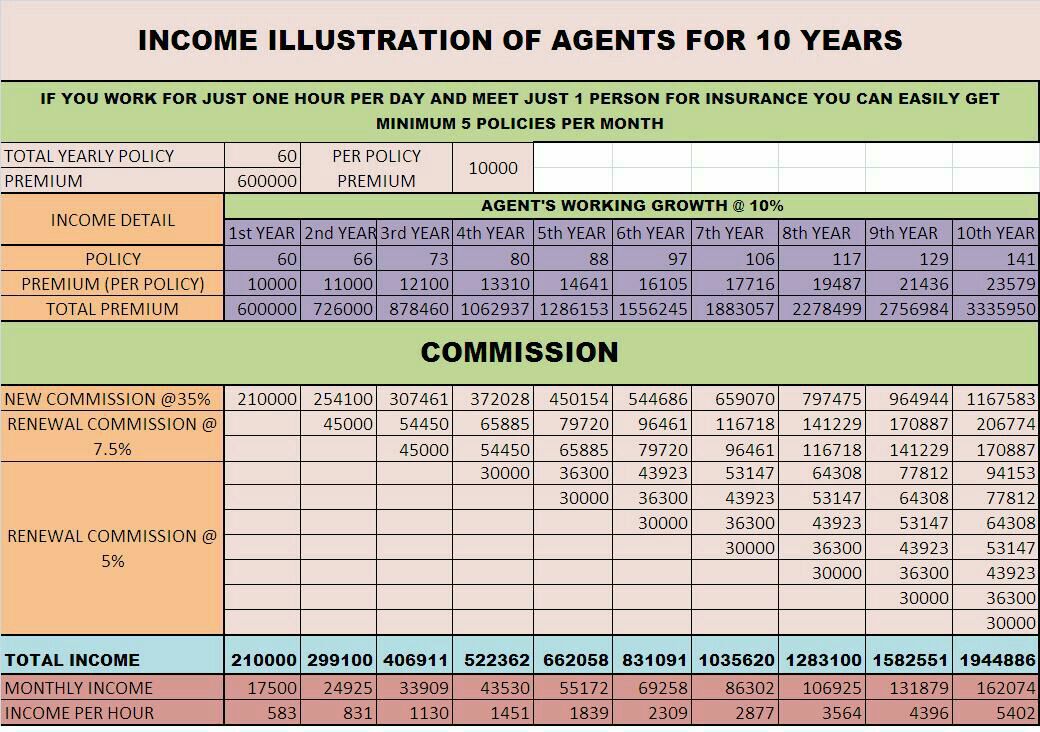 INCOME ILLUSTRATION OF AGENTS FOR 10 YEARS
IF YOU WORK FOR JUST ONE HOUR PER DAY AND MEET JUST 1 PERSON FOR INSURANCE YOU CAN EASILY GET
MINIMUM 5 POLICIES PER MONTH
TOTAL YEARLY POLICY 60 PER POLICY
PREMIUM 600000 PREMIUM 10000
INCOME DETAIL AGENT'S WORKING GROWTH @ 10%
1st YEAR 2nd YEAR 3rd YEAR 4th YEAR 5th YEAR 6th YEAR 7th YEAR 8th YEAR 9th YEAR 10th YEAR
POLICY 60 66 73 80 88 97 106 117 129 141
PREMIUM (PER POLICY) 10000 11000 12100 13310 14641 16105 17716 19487 21436 23579
TOTAL PREMIUM 600000 726000 878460 1062937 1286153 1556245 1883057 2278499 2756984 3335950
COMMISSION
NEW COMMISSION @35% 210000 254100 307461 372028 450154 544686 659070 797475 964944 1167583
RENEWAL COMMISSION @ 45000 54450 65885 79720 96461 116718 141229 170887 206774
7.5% 45000 54450 65885 79720 96461 116718 141229 170887
30000 36300 43923 53147 64308 77812 94153
30000 36300 43923 53147 64308 77812
30000 36300 43923 53147 64308
RENEWAL COMMISSION @
5%
30000 36300 43923 53147
30000 36300 43923
30000 36300
30000
TOTAL INCOME 210000 299100 406911 522362 662058 831091 1035620 1283100 1582551 1944886
MONTHLY INCOME 17500 24925 33909 43530 55172 69258 86302 106925 131879 162074
INCOME PER HOUR 583 831 1130 1451 1839 2309 2877 3564 4396 5402